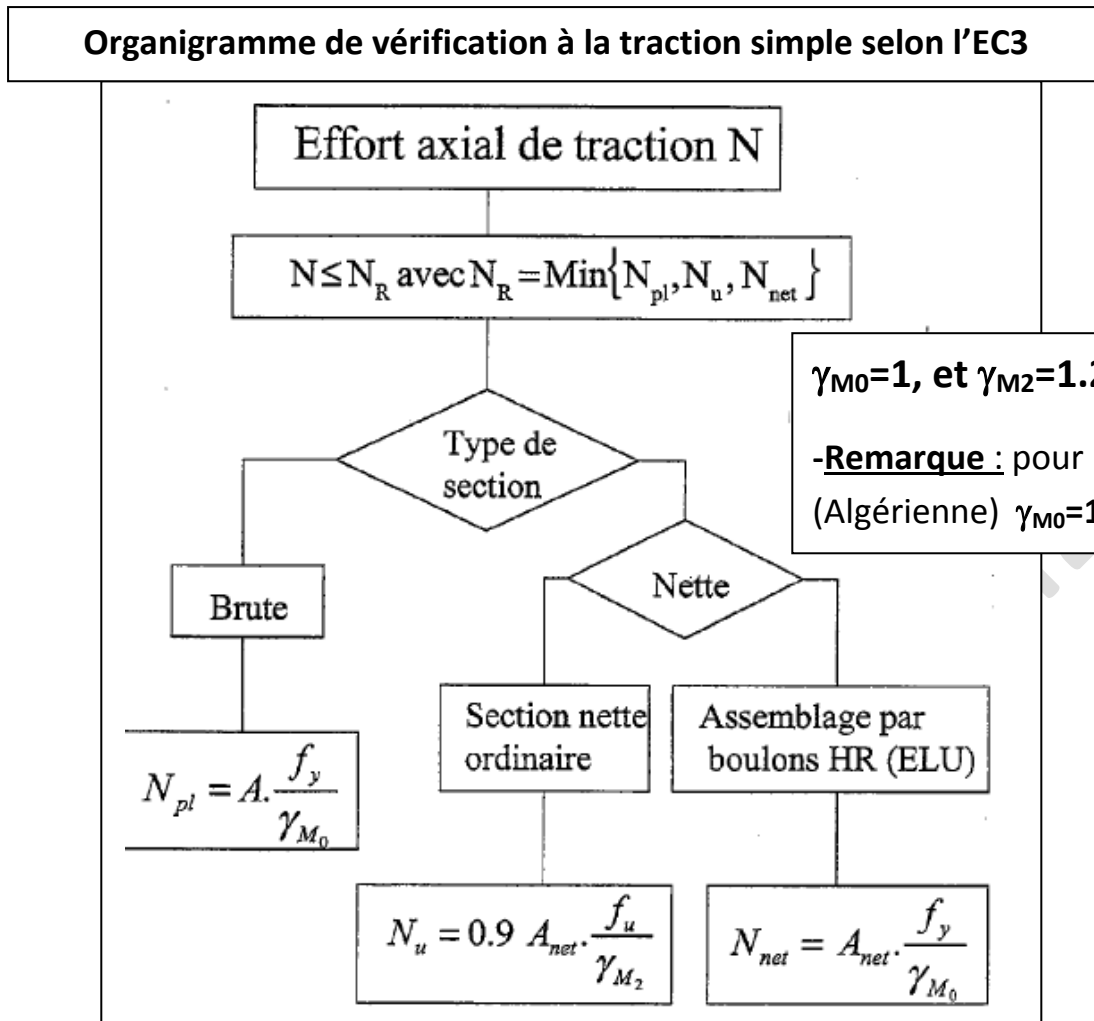 Organigramme de vérification à la traction simple selon l'EC3
Effort axial de traction N
N≤N_R avec N_R=Min{N_pl, N_u, N_net}
γ_M0=1, et γ_M2=1.2
-Remarque : pour
(Algérienne) γ_M0=1
Type de
section
Brute
Nette
Section nette
ordinaire
Assemblage par
boulons HR (ELU)
N_pl = A. f_y / γ_M0
N_u = 0.9 A_net. f_u / γ_M2
N_net = A_net. f_y / γ_M0